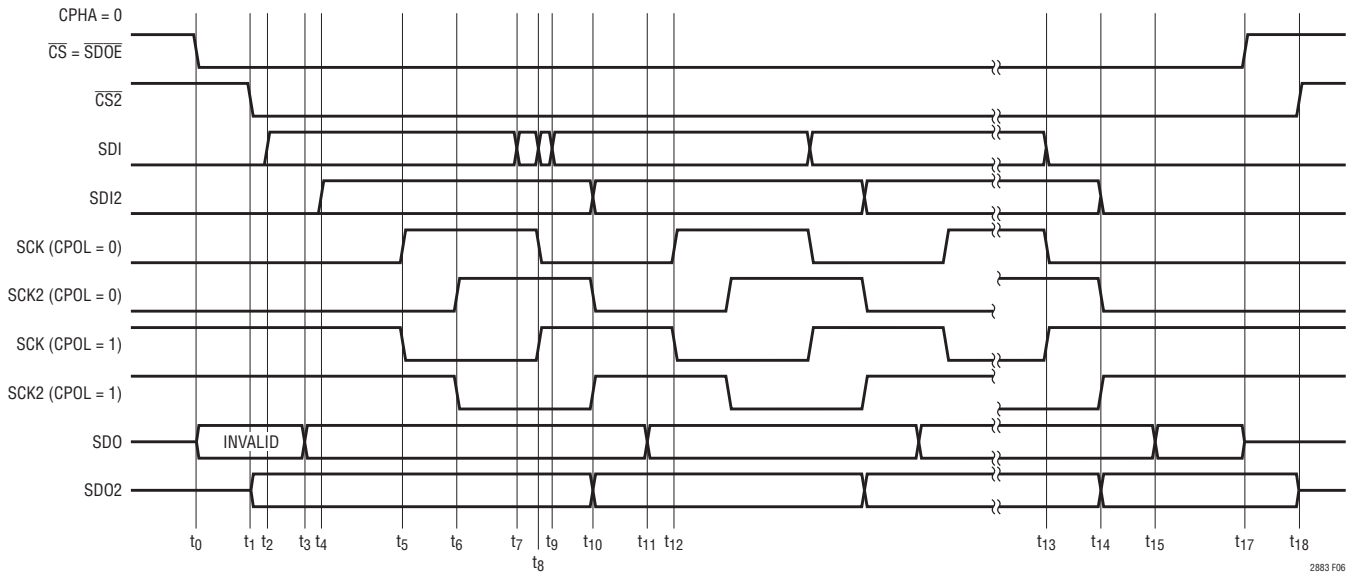 CPHA = 0
CS = SDOE
CS2
SDI
SDI2
SCK (CPOL = 0)
SCK2 (CPOL = 0)
SCK (CPOL = 1)
SCK2 (CPOL = 1)
SDO
INVALID
SDO2
t0 t1 t2 t3 t4 t5 t6 t7 t8 t9 t10 t11 t12 t13 t14 t15 t17 t18
2883 F06